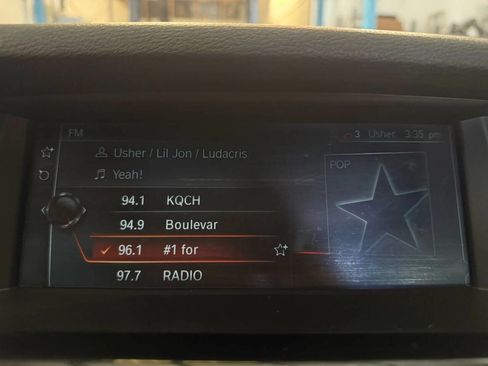 FM
3 Usher 3:35 pm
Usher / Lil Jon / Ludacris
Yeah!
POP
94.1 KQCH
94.9 Boulevar
96.1 #1 for
97.7 RADIO